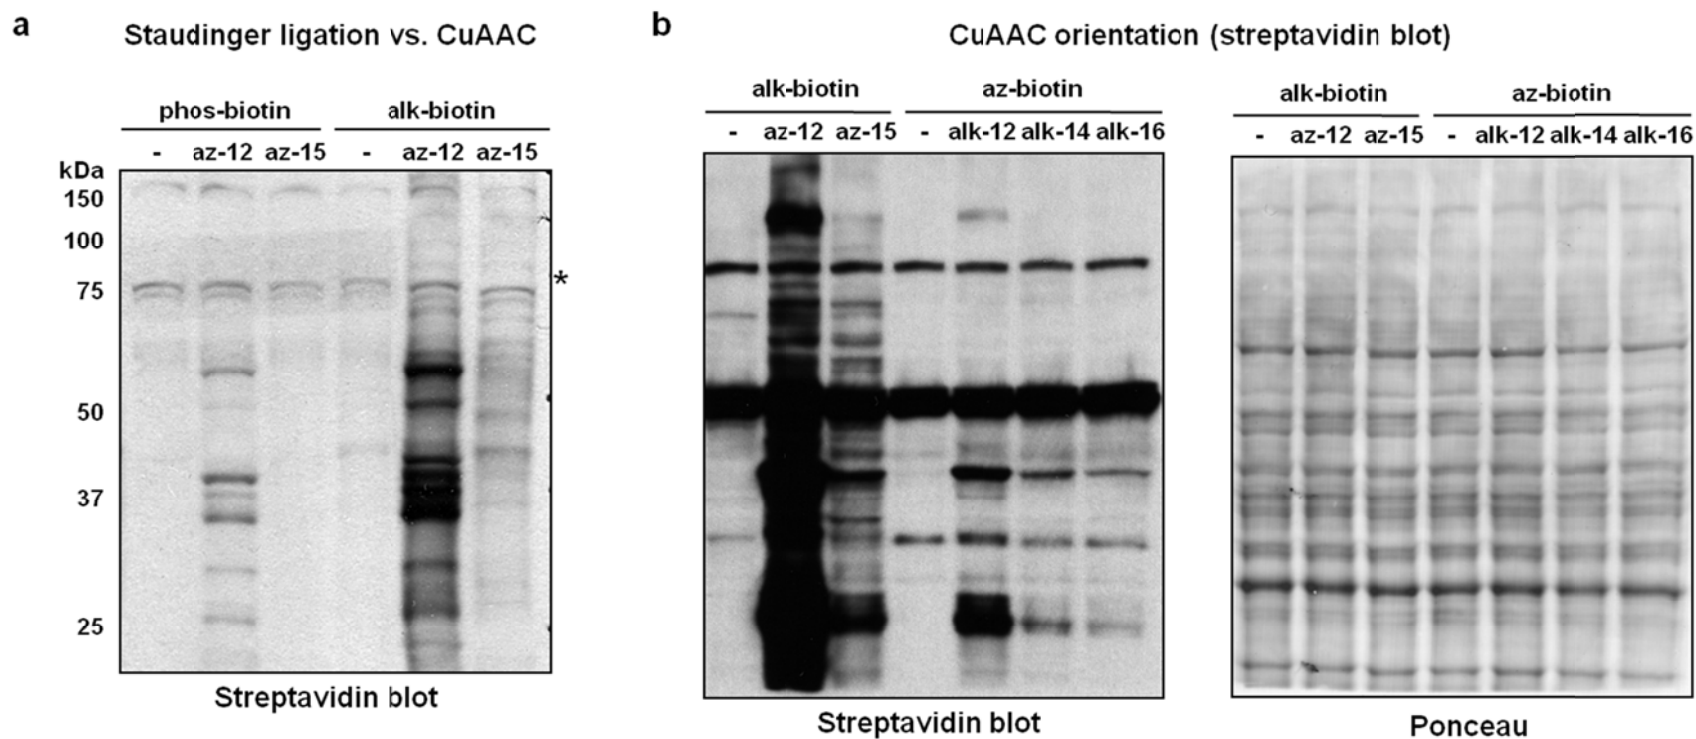 a
Staudinger ligation vs. CuAAC
phos-biotin alk-biotin
- az-12 az-15 - az-12 az-15
kDa
150
100
75
*
50
37
25
Streptavidin blot
b
CuAAC orientation (streptavidin blot)
alk-biotin az-biotin
- az-12 az-15 - alk-12 alk-14 alk-16
Streptavidin blot
alk-biotin az-biotin
- az-12 az-15 - alk-12 alk-14 alk-16
Ponceau